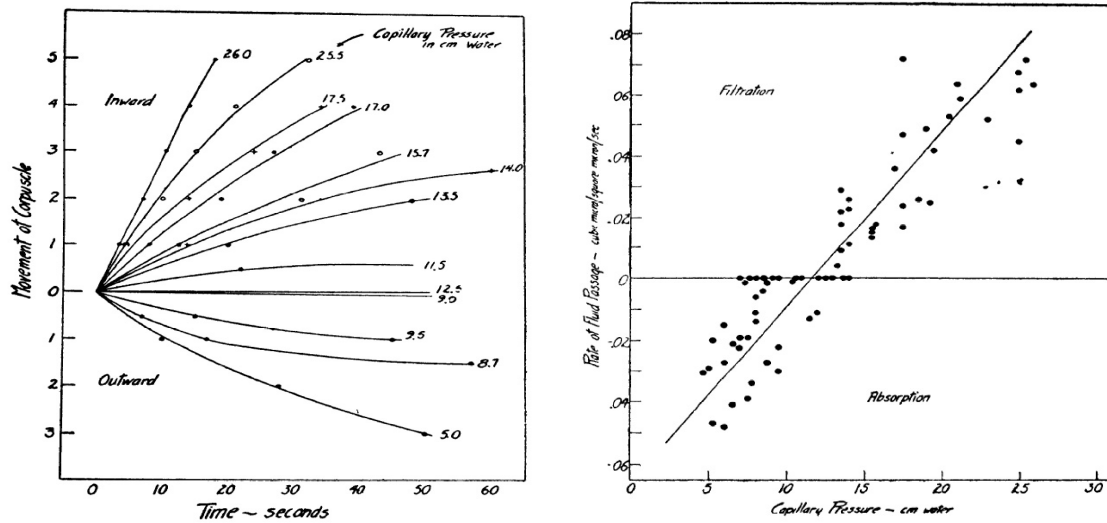 Capillary Pressure
in cm Water
26.0
25.5
17.5
17.0
15.7
14.0
13.5
11.5
12.5
9.0
9.5
8.7
5.0
Inward
Outward
Movement of Corpuscle
5
4
3
2
1
0
1
2
3
0 10 20 30 40 50 60
Time ~ seconds
Filtration
Absorption
Rate of Fluid Passage ~ cubic micra/square micron/sec
.08
.06
.04
.02
0
.02
.04
.06
0 5 10 15 20 25 30
Capillary Pressure ~ cm water